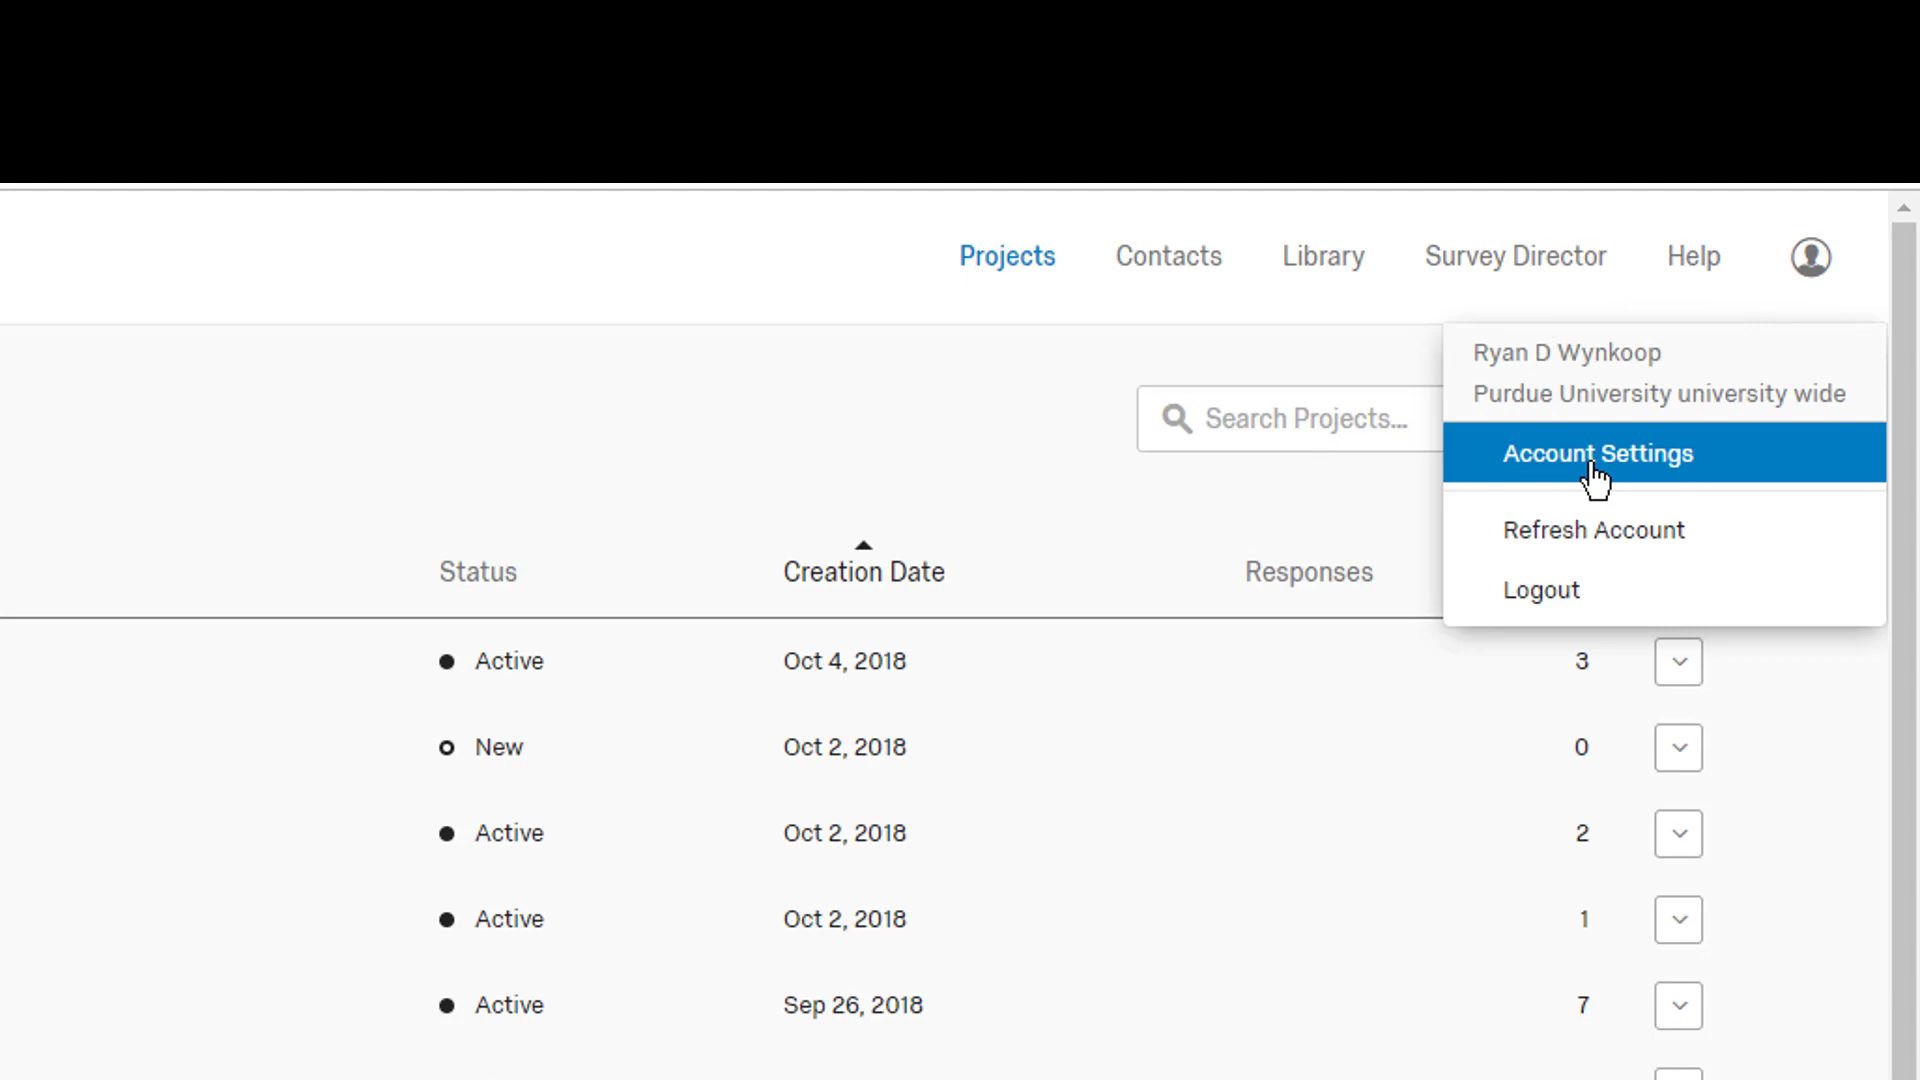 Projects Contacts Library Survey Director Help
Ryan D Wynkoop
Purdue University university wide
Search Projects...
Account Settings
Refresh Account
Logout
Status Creation Date Responses
Active Oct 4, 2018 3
New Oct 2, 2018 0
Active Oct 2, 2018 2
Active Oct 2, 2018 1
Active Sep 26, 2018 7